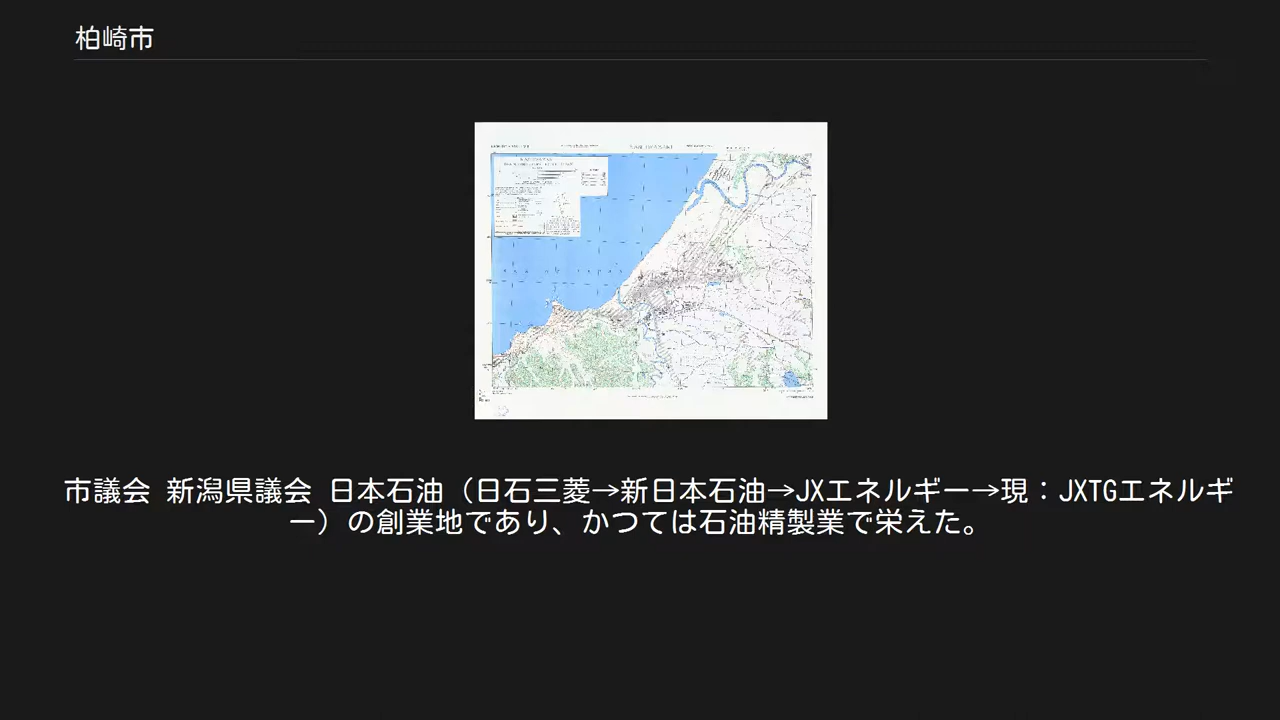 柏崎市
市議会 新潟県議会 日本石油（日石三菱→新日本石油→JXエネルギー→現：JXTGエネルギ
ー）の創業地であり、かつては石油精製業で栄えた。